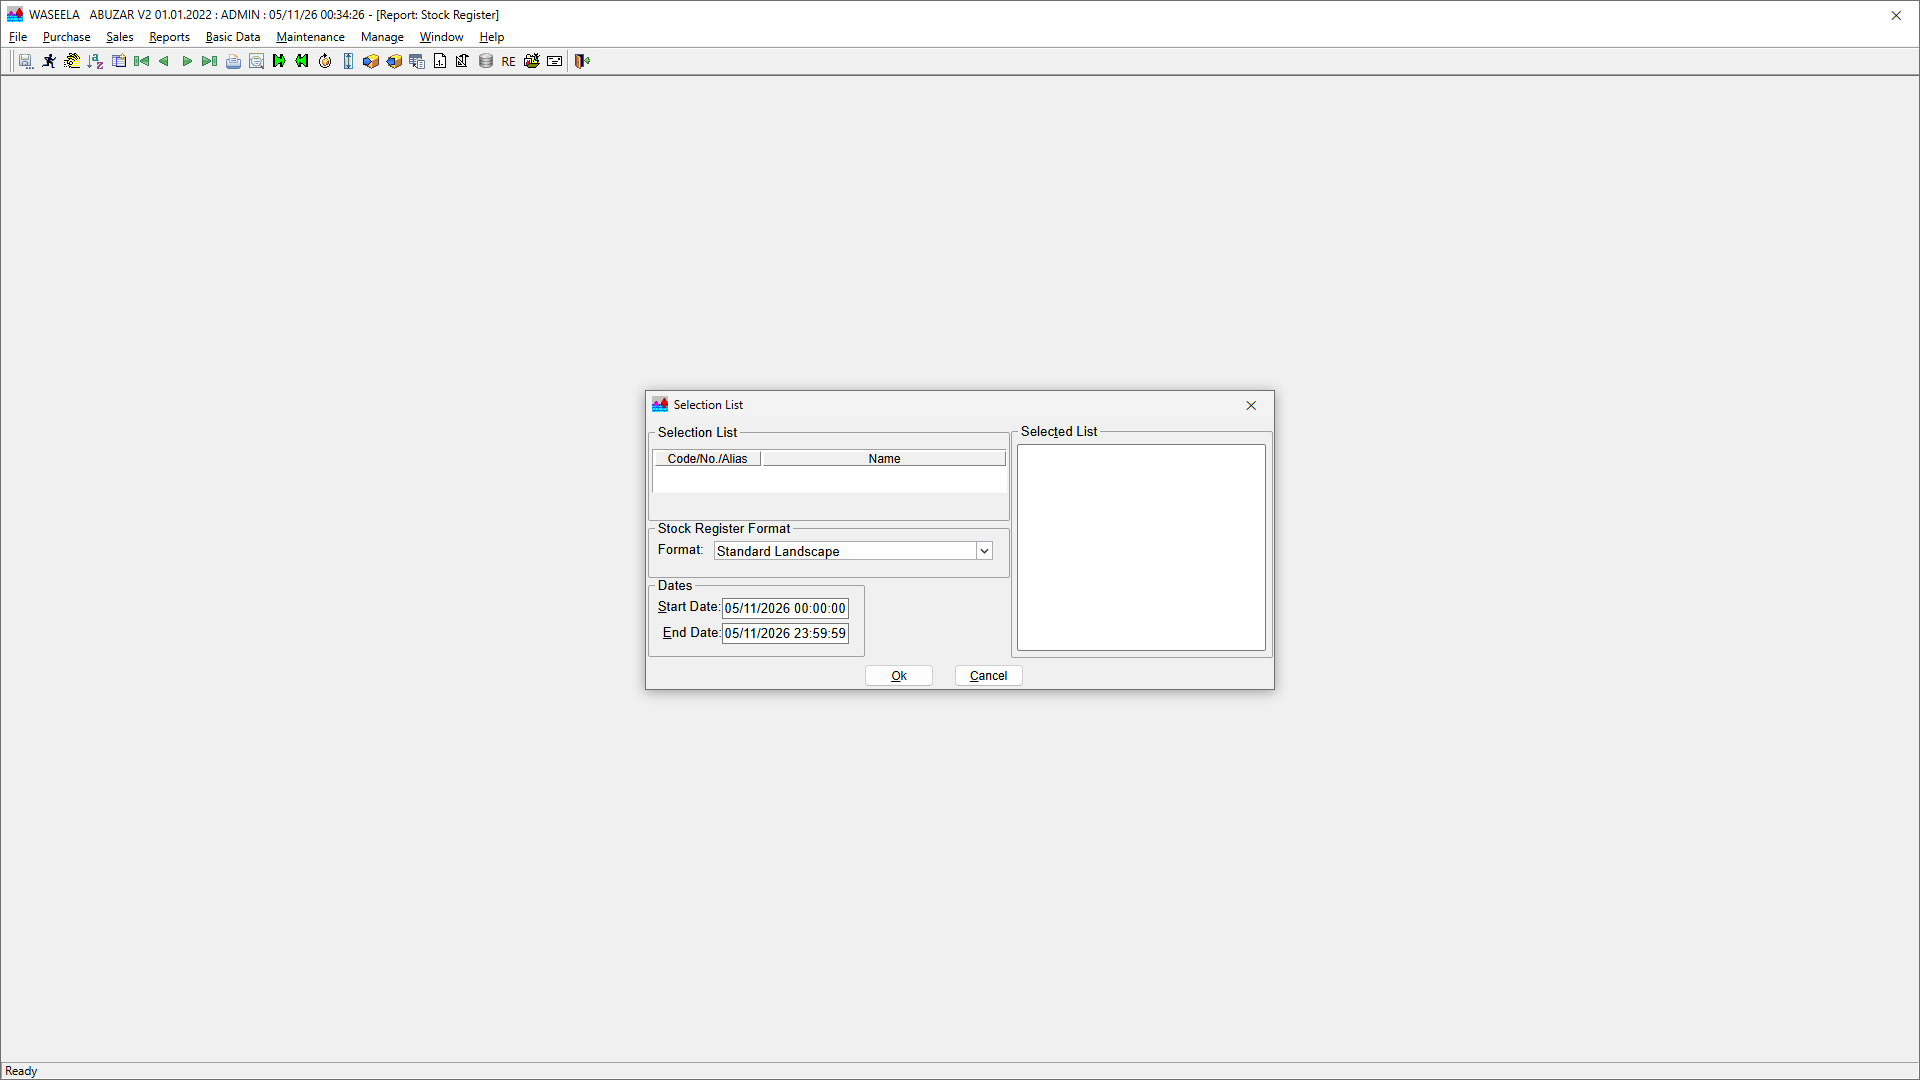 WASEELA   ABUZAR V2 01.01.2022 : ADMIN : 05/11/26 00:34:26 - [Report: Stock Register]
File Purchase Sales Reports Basic Data Maintenance Manage Window Help
RE
Selection List
Selection List
Code/No./Alias Name
Selected List
Stock Register Format
Format: Standard Landscape
Dates
Start Date: 05/11/2026 00:00:00
End Date: 05/11/2026 23:59:59
Ok Cancel
Ready